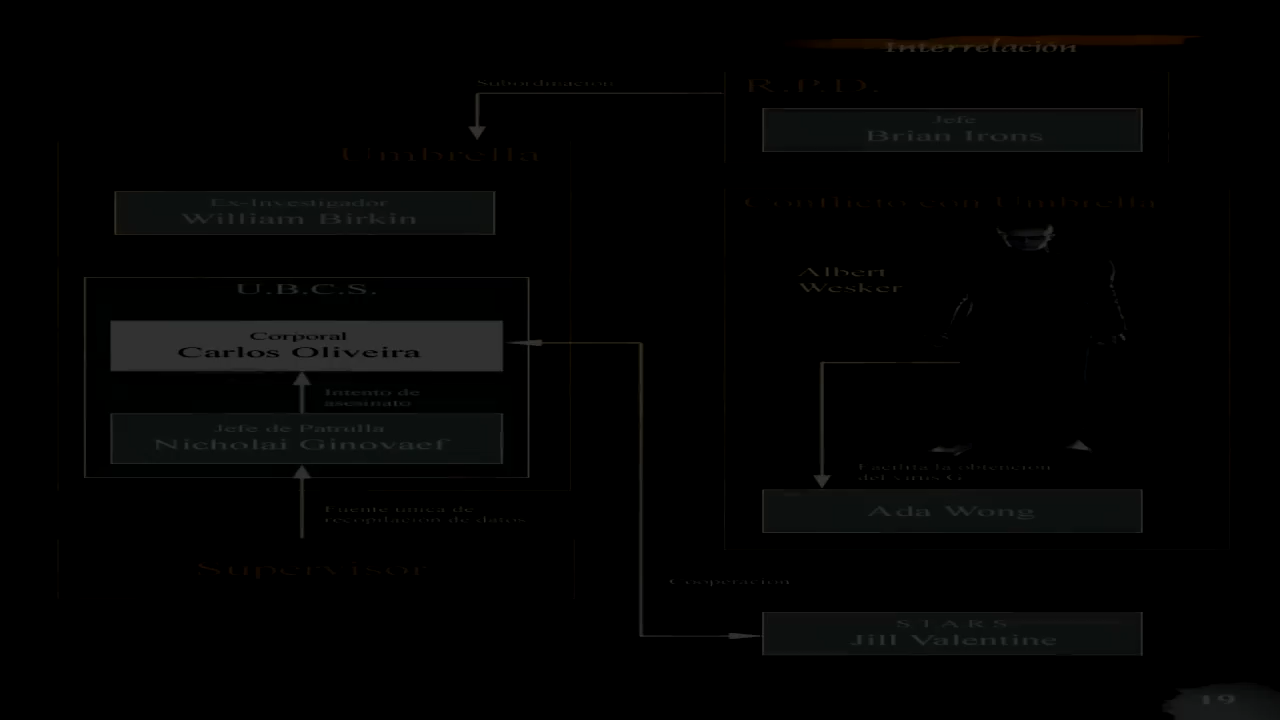 Interrelación
Subordinación
R.P.D.
Jefe
Brian Irons
Umbrella
Ex-Investigador
William Birkin
Conflicto con Umbrella
Albert
Wesker
U.B.C.S.
Corporal
Carlos Oliveira
Intento de
asesinato
Jefe de Patrulla
Nicholai Ginovaef
Facilita la obtención
del virus G
Ada Wong
Fuente única de
recopilación de datos
Supervisor
Cooperación
S.T.A.R.S
Jill Valentine
19